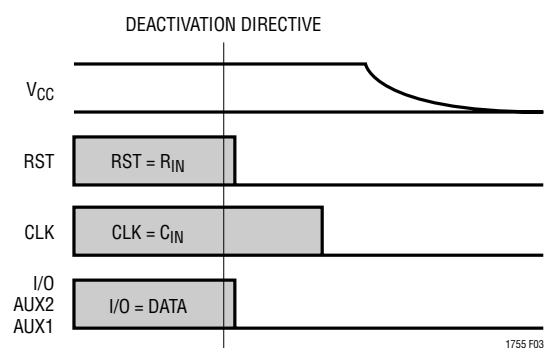 DEACTIVATION DIRECTIVE
VCC
RST
RST = RIN
CLK
CLK = CIN
I/O
AUX2
AUX1
I/O = DATA
1755 F03